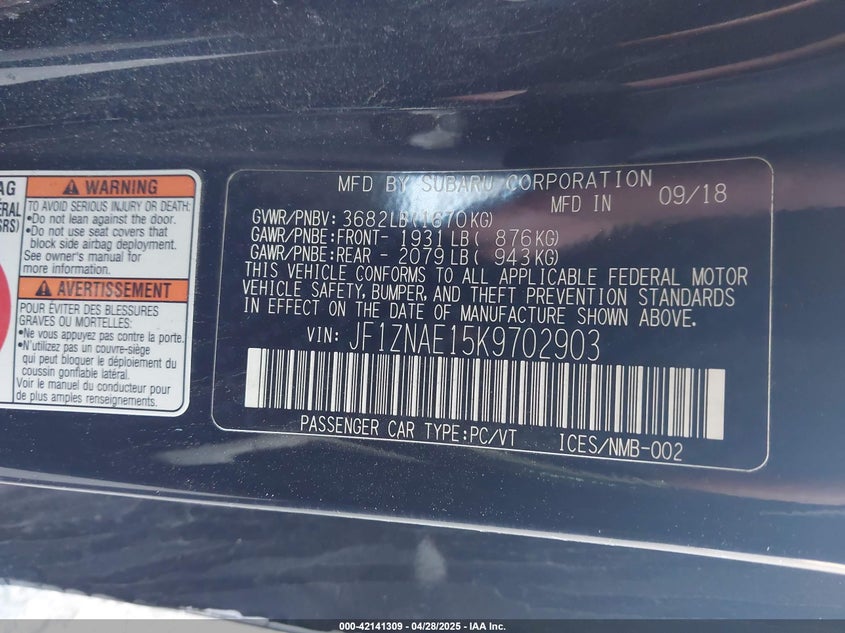 AG
ÉRAL
SRS)
WARNING
TO AVOID SERIOUS INJURY OR DEATH:
•Do not lean against the door.
•Do not use seat covers that
block side airbag deployment.
See owner's manual for
more information.
AVERTISSEMENT
POUR ÉVITER DES BLESSURES
GRAVES OU MORTELLES:
•Ne vous appuyez pas contre la porte.
•N'utilisez pas un couvre-siège
qui peut bloquer le déploiement du
coussin gonflable latéral.
Voir le manuel du conducteur pour
de plus amples renseignements.
MFD BY SUBARU CORPORATION
MFD IN 09/18
GVWR/PNBV: 3682LB(1670KG)
GAWR/PNBE:FRONT- 1931LB( 876KG)
GAWR/PNBE:REAR - 2079LB( 943KG)
THIS VEHICLE CONFORMS TO ALL APPLICABLE FEDERAL MOTOR
VEHICLE SAFETY, BUMPER, AND THEFT PREVENTION STANDARDS
IN EFFECT ON THE DATE OF MANUFACTURE SHOWN ABOVE.
VIN: JF1ZNAE15K9702903
PASSENGER CAR TYPE:PC/VT ICES/NMB-002
000-42141309 | 04/28/2025 - IAA Inc.